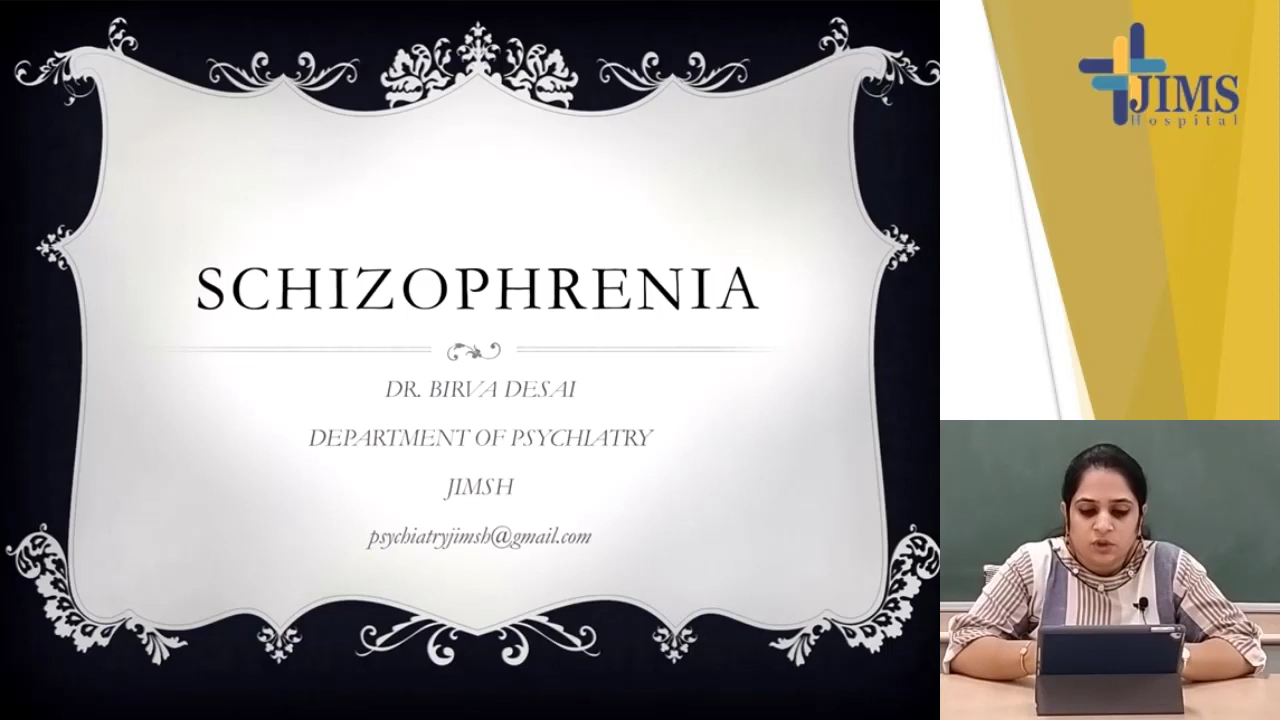 SCHIZOPHRENIA
DR. BIRVA DESAI
DEPARTMENT OF PSYCHIATRY
JIMSH
psychiatryjimsh@gmail.com
JIMS
Hospital